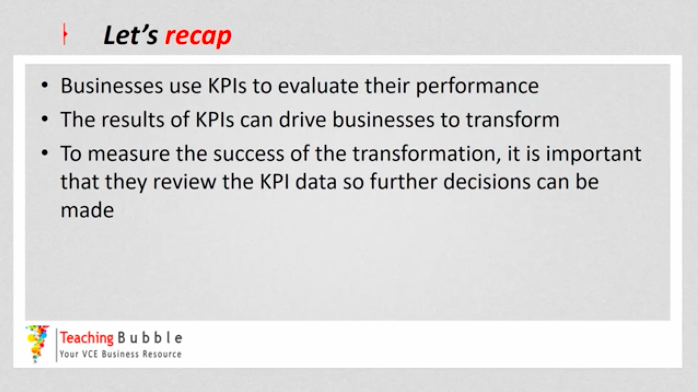 Let's recap
• Businesses use KPIs to evaluate their performance
• The results of KPIs can drive businesses to transform
• To measure the success of the transformation, it is important
that they review the KPI data so further decisions can be
made
Teaching Bubble
Your VCE Business Resource